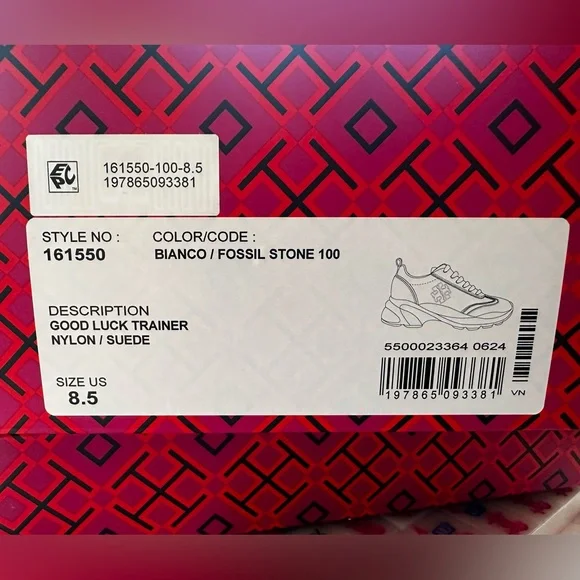 EPC
161550-100-8.5
197865093381
STYLE NO : COLOR/CODE :
161550 BIANCO / FOSSIL STONE 100
DESCRIPTION
GOOD LUCK TRAINER
NYLON / SUEDE
5500023364 0624
SIZE US
8.5
197865 093381
VN